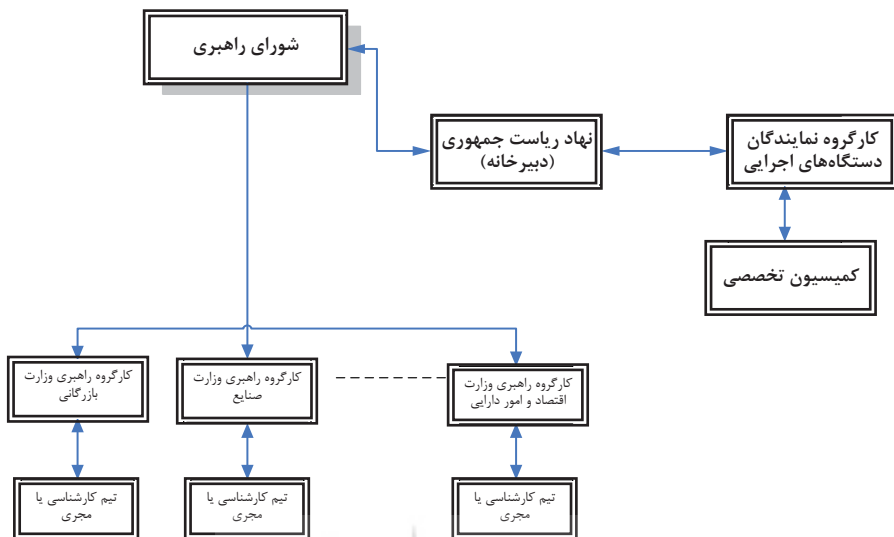 شورای راهبری
نهاد ریاست جمهوری
(دبیرخانه)
کارگروه نمایندگان
دستگاه‌های اجرایی
کمیسیون تخصصی
کارگروه راهبری وزارت
اقتصاد و امور دارایی
کارگروه راهبری وزارت
صنایع
کارگروه راهبری وزارت
بازرگانی
تیم کارشناسی یا
مجری
تیم کارشناسی یا
مجری
تیم کارشناسی یا
مجری